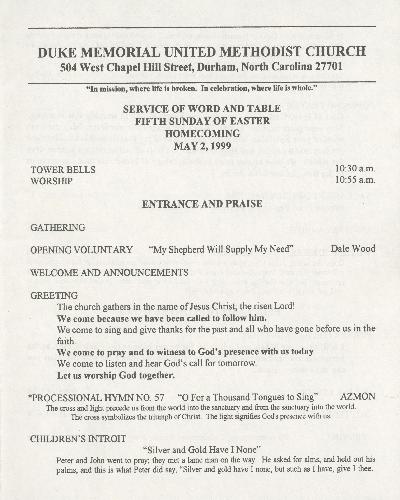 DUKE MEMORIAL UNITED METHODIST CHURCH
504 West Chapel Hill Street, Durham, North Carolina 27701
"In mission, where life is broken. In celebration, where life is whole."
SERVICE OF WORD AND TABLE
FIFTH SUNDAY OF EASTER
HOMECOMING
MAY 2, 1999
TOWER BELLS 10:30 a.m.
WORSHIP 10:55 a.m.
ENTRANCE AND PRAISE
GATHERING
OPENING VOLUNTARY "My Shepherd Will Supply My Need" Dale Wood
WELCOME AND ANNOUNCEMENTS
GREETING
The church gathers in the name of Jesus Christ, the risen Lord!
We come because we have been called to follow him.
We come to sing and give thanks for the past and all who have gone before us in the
faith.
We come to pray and to witness to God's presence with us today
We come to listen and hear God's call for tomorrow.
Let us worship God together.
*PROCESSIONAL HYMN NO. 57 "O For a Thousand Tongues to Sing" AZMON
The cross and light precede us from the world into the sanctuary and from the sanctuary into the world.
The cross symbolizes the triumph of Christ. The light signifies God's presence with us.
CHILDREN'S INTROIT
"Silver and Gold Have I None"
Peter and John went to pray; they met a lame man on the way. He asked for alms, and held out his
palms, and this is what Peter did say, "Silver and gold have I none, but such as I have, give I thee.